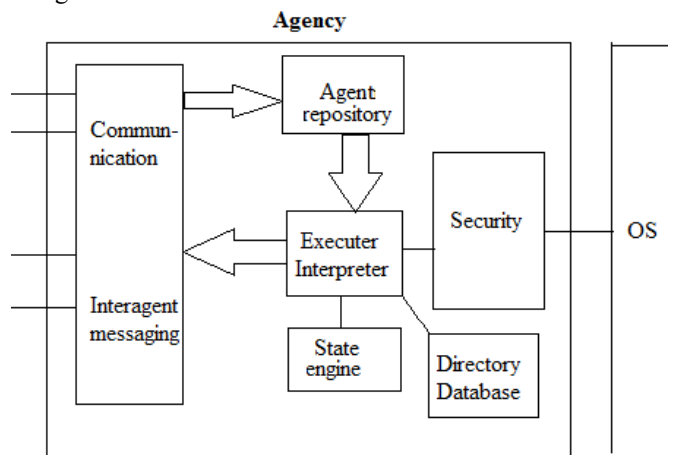 Agency
Agent
repository
Commun-
nication
Security
OS
Executer
Interpreter
Interagent
messaging
State
engine
Directory
Database